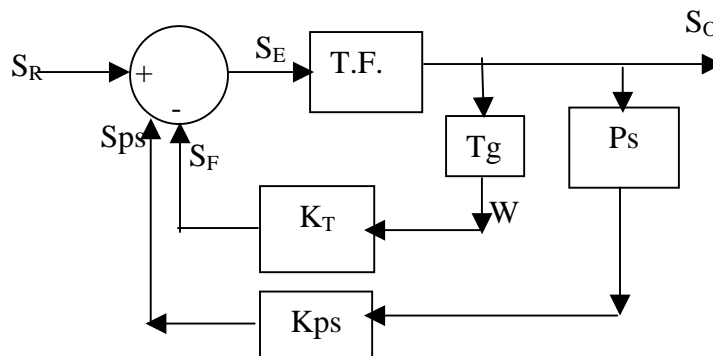 S_O
S_R
+
-
S_E
T.F.
Sps
S_F
Tg
Ps
K_T
W
Kps